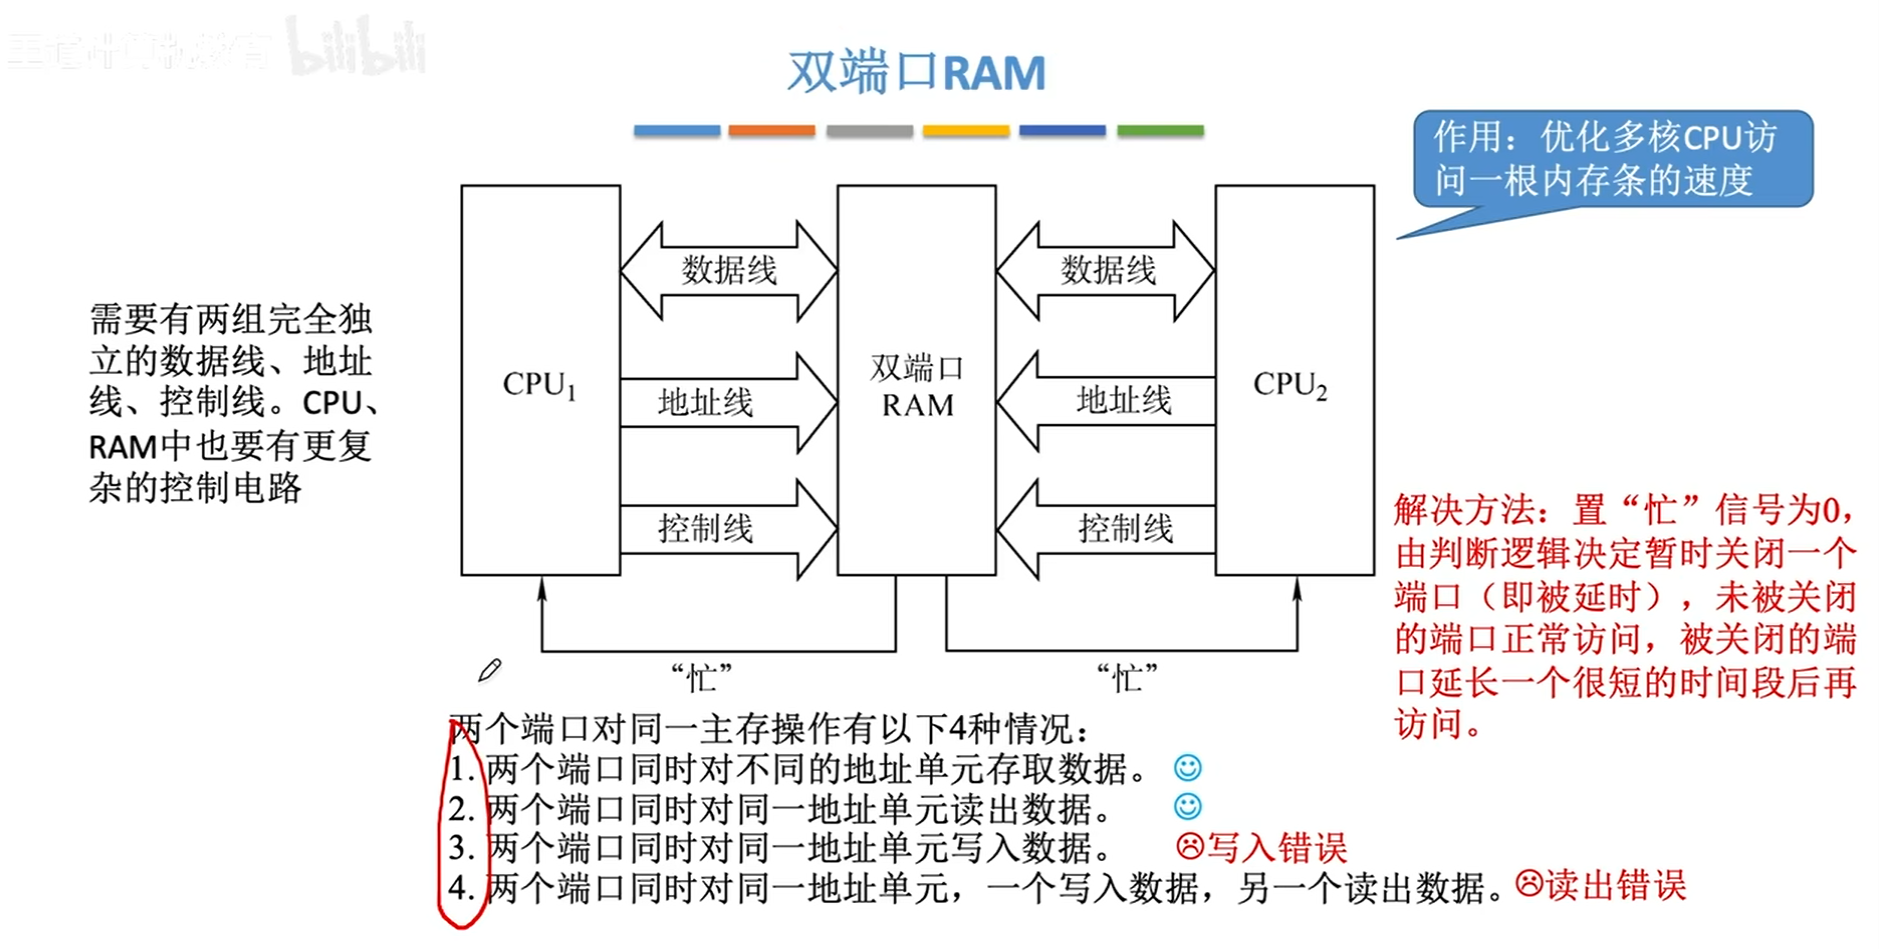 王道计算机教育 bilibili
双端口RAM
作用：优化多核CPU访
问一根内存条的速度
需要有两组完全独
立的数据线、地址
线、控制线。CPU、
RAM中也要有更复
杂的控制电路
CPU₁
数据线
地址线
控制线
双端口
RAM
数据线
地址线
控制线
CPU₂
“忙”
“忙”
解决方法：置“忙”信号为0，
由判断逻辑决定暂时关闭一个
端口（即被延时），未被关闭
的端口正常访问，被关闭的端
口延长一个很短的时间段后再
访问。
两个端口对同一主存操作有以下4种情况：
1. 两个端口同时对不同的地址单元存取数据。
2. 两个端口同时对同一地址单元读出数据。
3. 两个端口同时对同一地址单元写入数据。 写入错误
4. 两个端口同时对同一地址单元，一个写入数据，另一个读出数据。 读出错误